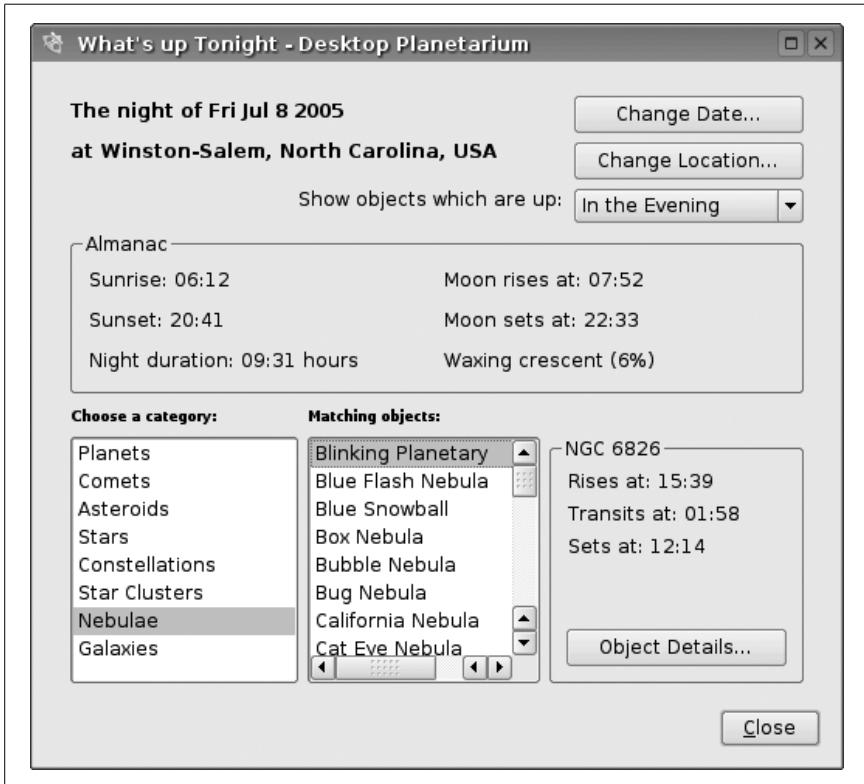 What's up Tonight - Desktop Planetarium
The night of Fri Jul 8 2005
Change Date...
at Winston-Salem, North Carolina, USA
Change Location...
Show objects which are up: In the Evening
Almanac
Sunrise: 06:12
Moon rises at: 07:52
Sunset: 20:41
Moon sets at: 22:33
Night duration: 09:31 hours
Waxing crescent (6%)
Choose a category:
Planets
Comets
Asteroids
Stars
Constellations
Star Clusters
Nebulae
Galaxies
Matching objects:
Blinking Planetary
Blue Flash Nebula
Blue Snowball
Box Nebula
Bubble Nebula
Bug Nebula
California Nebula
Cat Eye Nebula
NGC 6826
Rises at: 15:39
Transits at: 01:58
Sets at: 12:14
Object Details...
Close